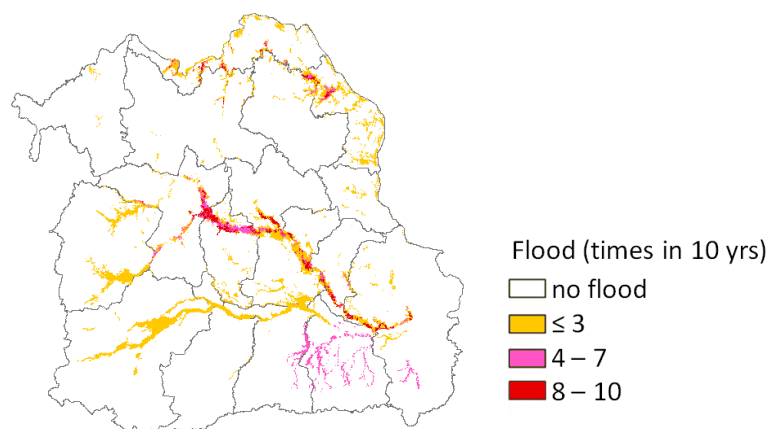 Flood (times in 10 yrs)
no flood
≤ 3
4 – 7
8 – 10